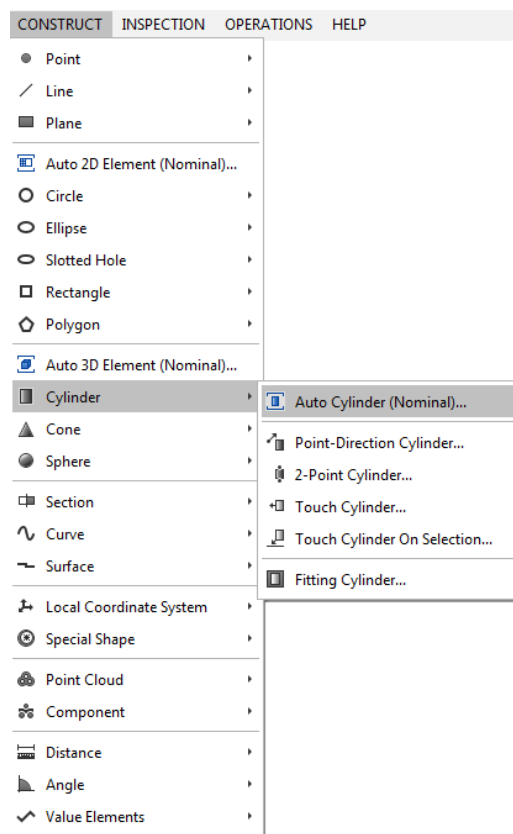 CONSTRUCT INSPECTION OPERATIONS HELP
Point
Line
Plane
Auto 2D Element (Nominal)...
Circle
Ellipse
Slotted Hole
Rectangle
Polygon
Auto 3D Element (Nominal)...
Cylinder
Auto Cylinder (Nominal)...
Point-Direction Cylinder...
2-Point Cylinder...
Touch Cylinder...
Touch Cylinder On Selection...
Fitting Cylinder...
Cone
Sphere
Section
Curve
Surface
Local Coordinate System
Special Shape
Point Cloud
Component
Distance
Angle
Value Elements